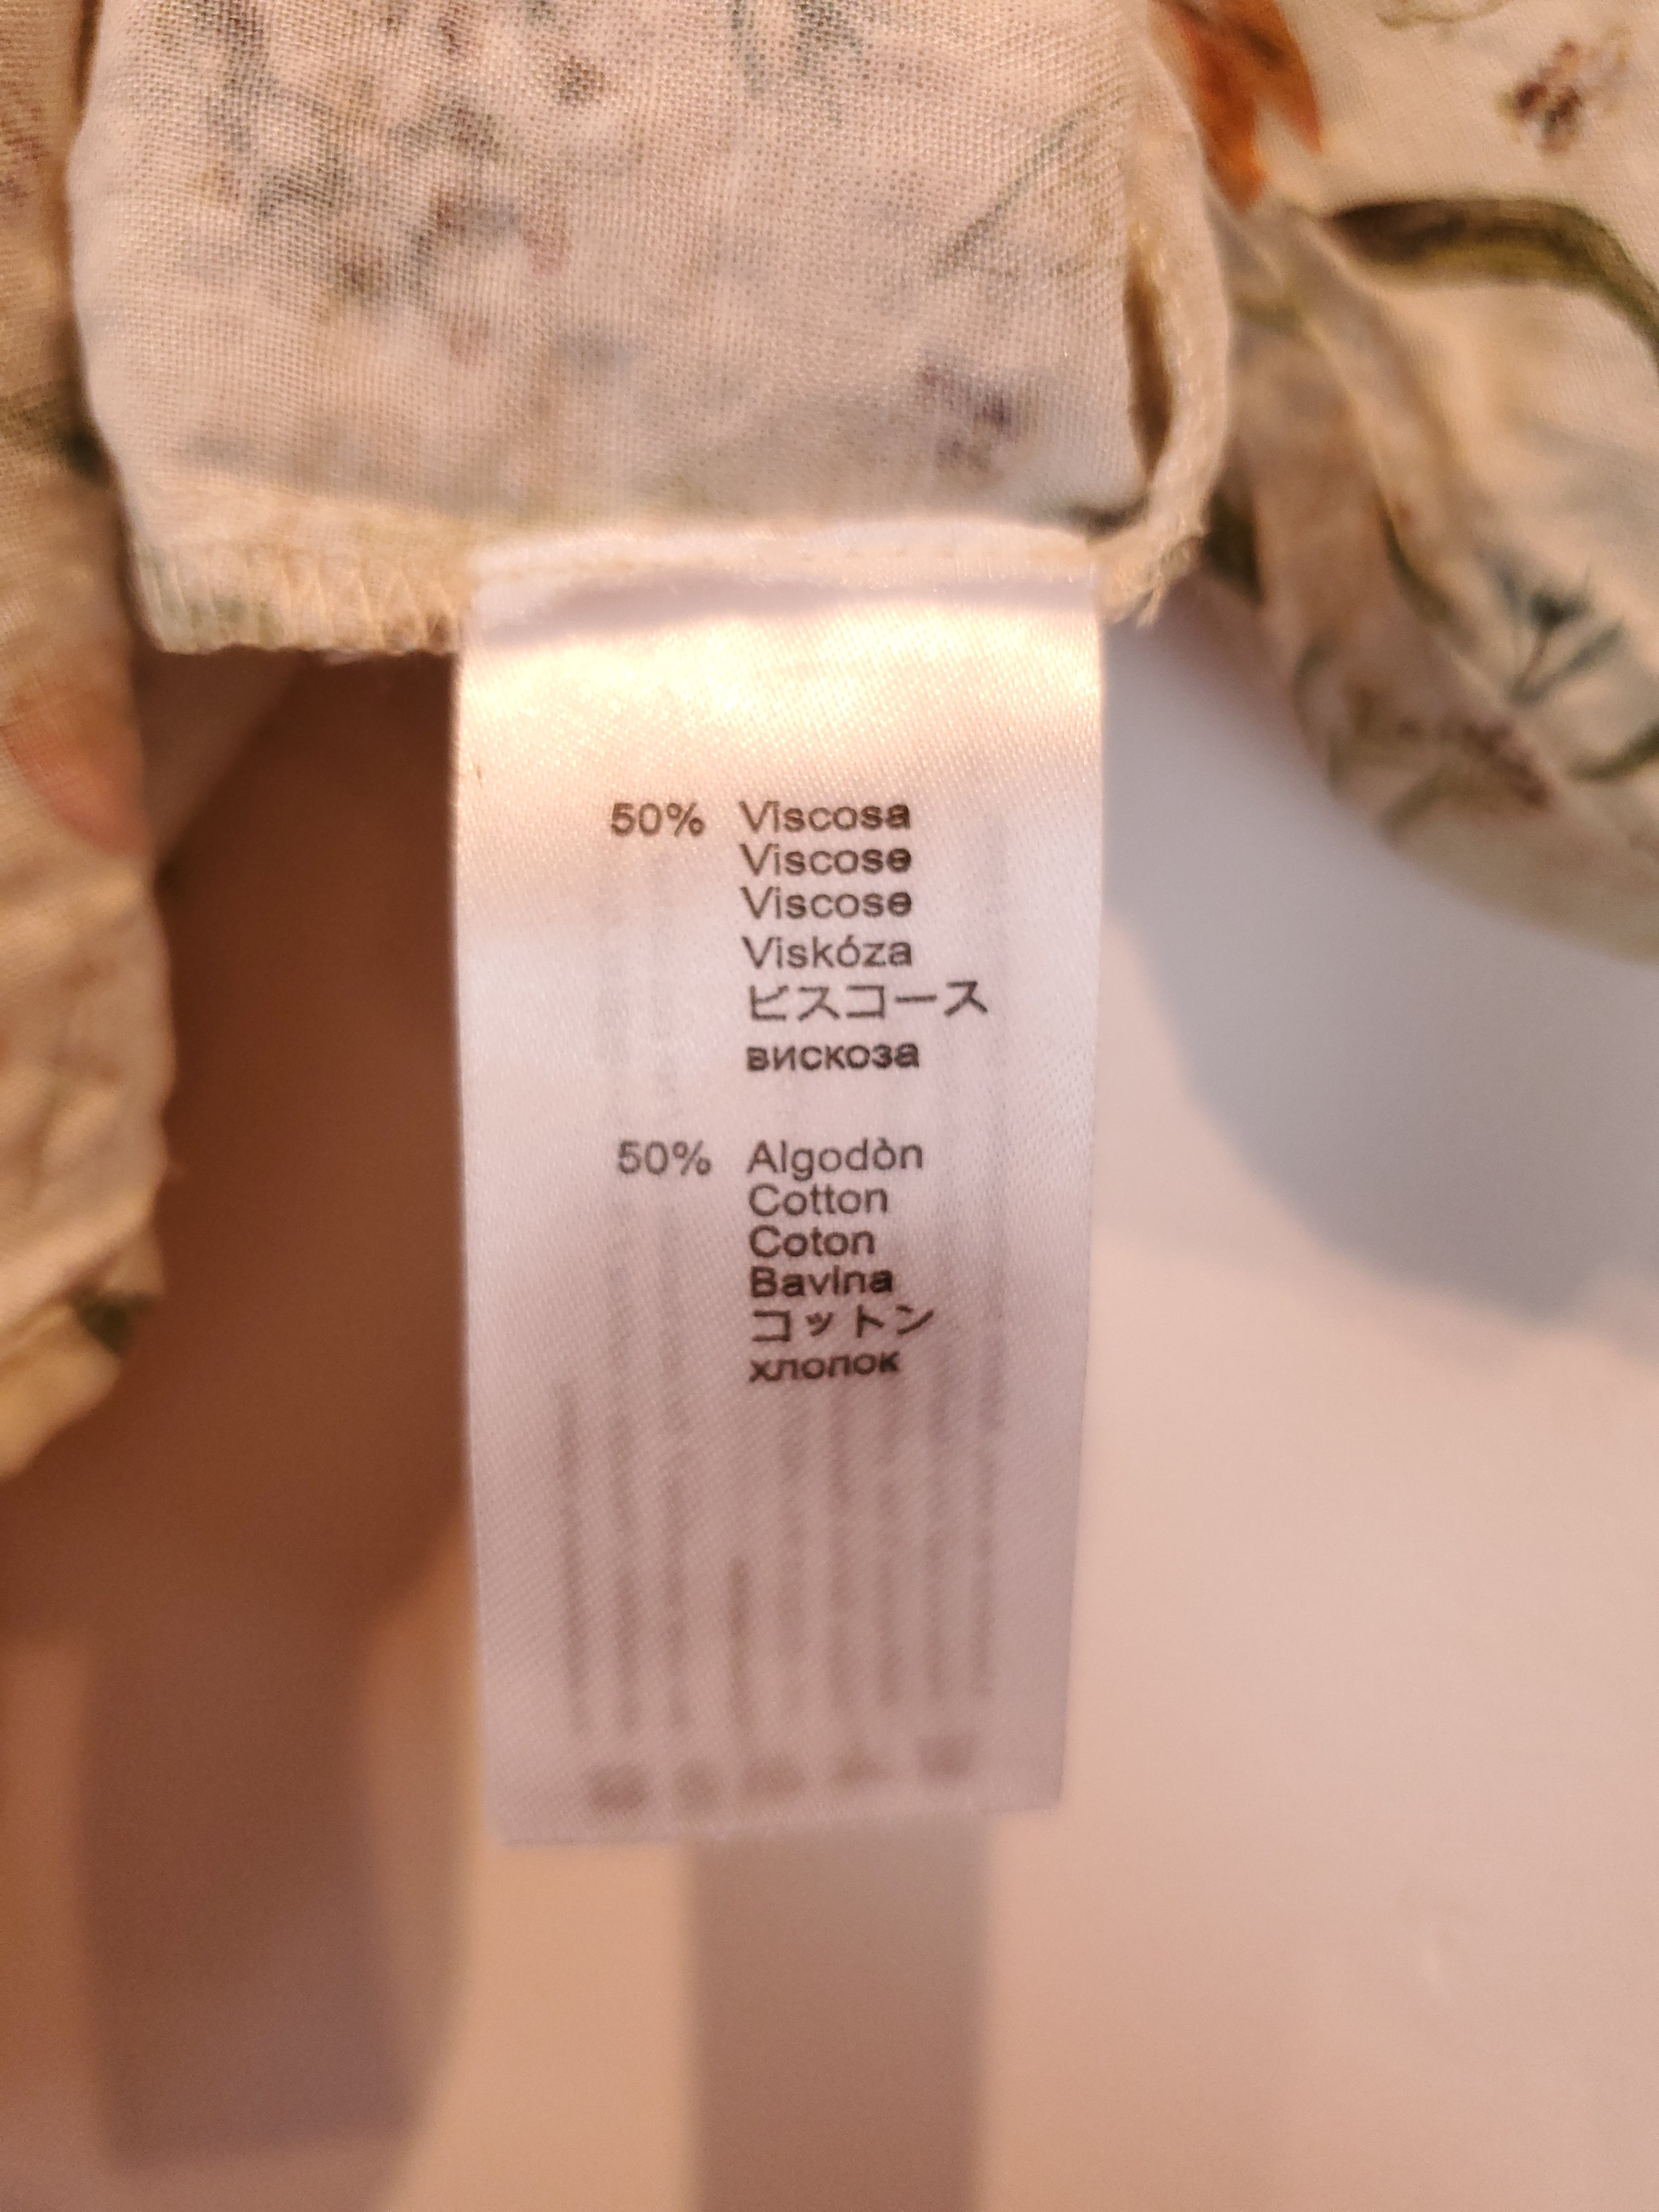 50% Viscosa
Viscose
Viscose
Viskóza
ビスコース
вискоза
50% Algodòn
Cotton
Coton
Bavlna
コットン
хлопок